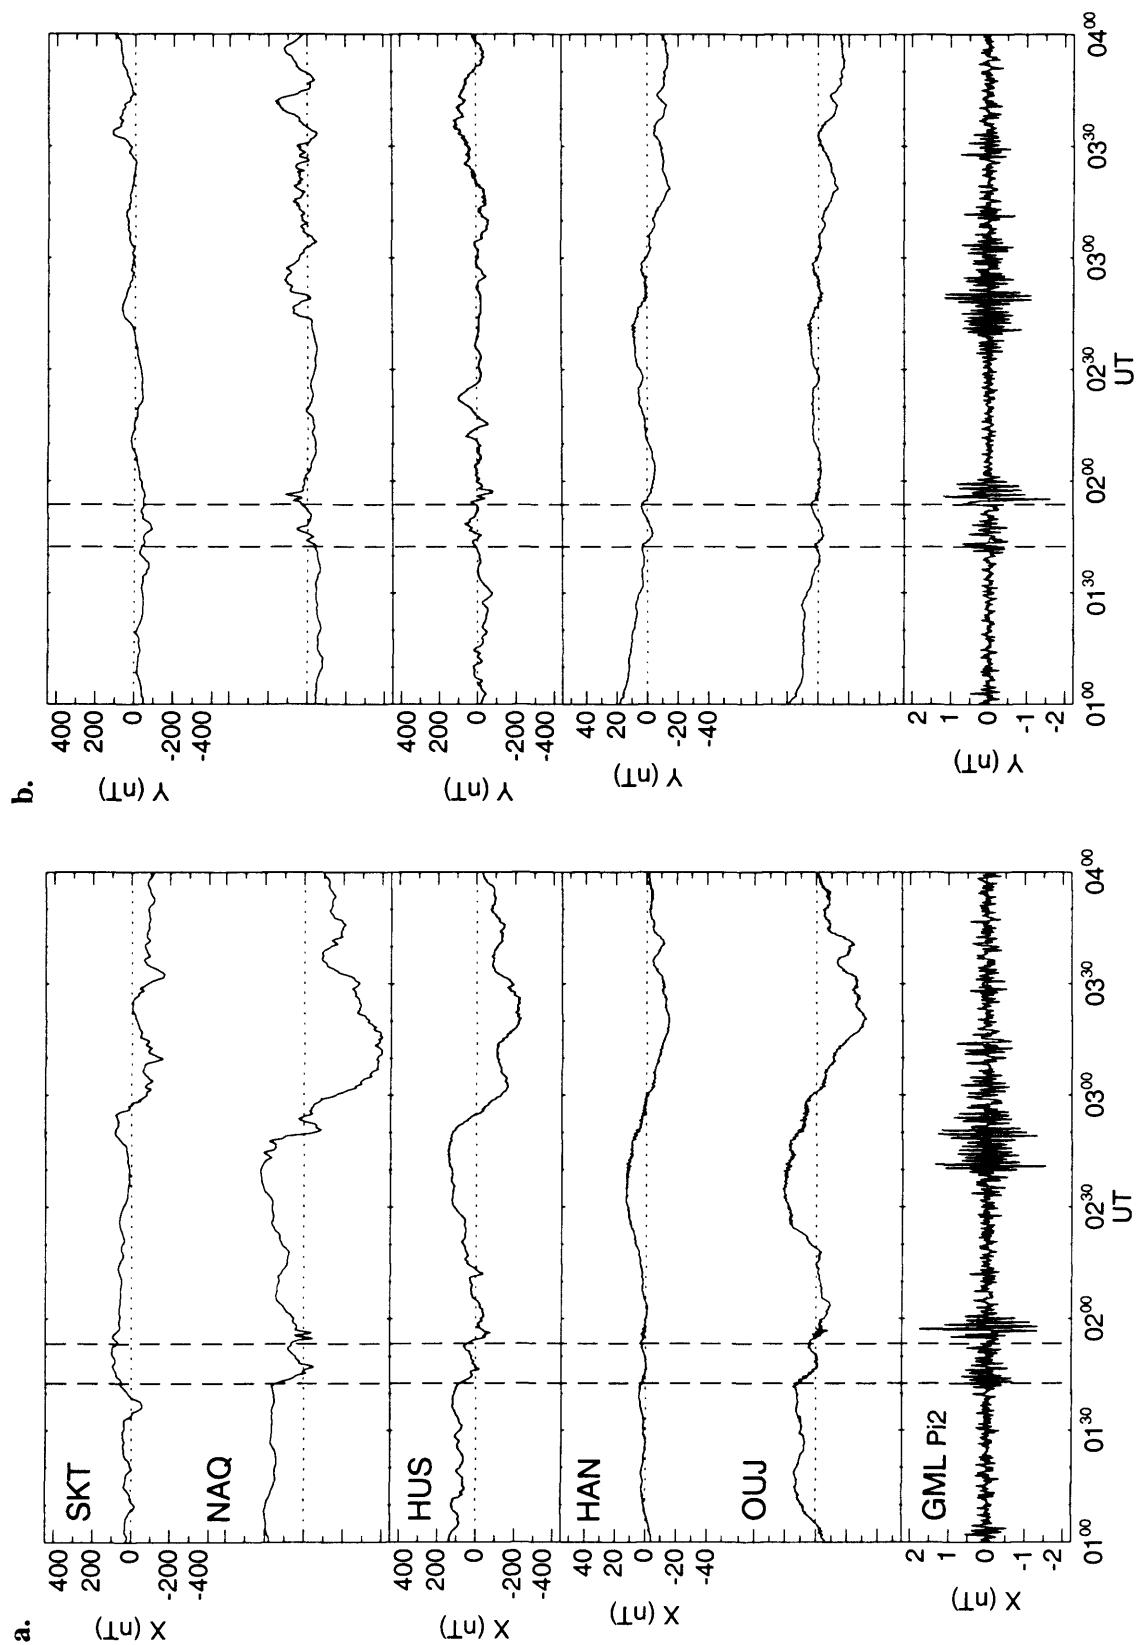 a.
SKT
400
200
0
-200
-400
X (nT)
NAQ
HUS
400
200
0
-200
-400
X (nT)
HAN
40
20
0
-20
-40
X (nT)
OUJ
GML Pi2
2
1
0
-1
-2
X (nT)
01⁰⁰ 01³⁰ 02⁰⁰ 02³⁰ 03⁰⁰ 03³⁰ 04⁰⁰
UT
b.
400
200
0
-200
-400
Y (nT)
400
200
0
-200
-400
Y (nT)
40
20
0
-20
-40
Y (nT)
2
1
0
-1
-2
Y (nT)
01⁰⁰ 01³⁰ 02⁰⁰ 02³⁰ 03⁰⁰ 03³⁰ 04⁰⁰
UT